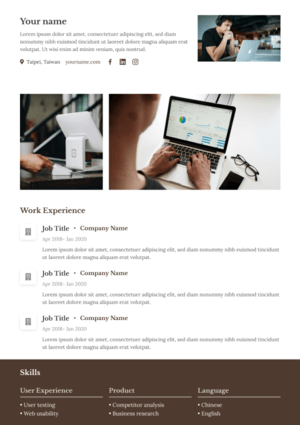 Your name
Lorem ipsum dolor sit amet, consectetuer adipiscing elit, sed diam
nonummy nibh euismod tincidunt ut laoreet dolore magna aliquam erat
volutpat. Ut wisi enim ad minim veniam, quis nostrud.
Taipei, Taiwan yourname.com
Work Experience
Job Title • Company Name
Apr 2018- Jan 2020
Lorem ipsum dolor sit amet, consectetuer adipiscing elit, sed diam nonummy nibh euismod tincidunt
ut laoreet dolore magna aliquam erat volutpat.
Job Title • Company Name
Apr 2018- Jan 2020
Lorem ipsum dolor sit amet, consectetuer adipiscing elit, sed diam nonummy nibh euismod tincidunt
ut laoreet dolore magna aliquam erat volutpat.
Job Title • Company Name
Apr 2018- Jan 2020
Lorem ipsum dolor sit amet, consectetuer adipiscing elit, sed diam nonummy nibh euismod tincidunt
ut laoreet dolore magna aliquam erat volutpat.
Skills
User Experience
• User testing
• Web usability
Product
• Competitor analysis
• Business research
Language
• Chinese
• English